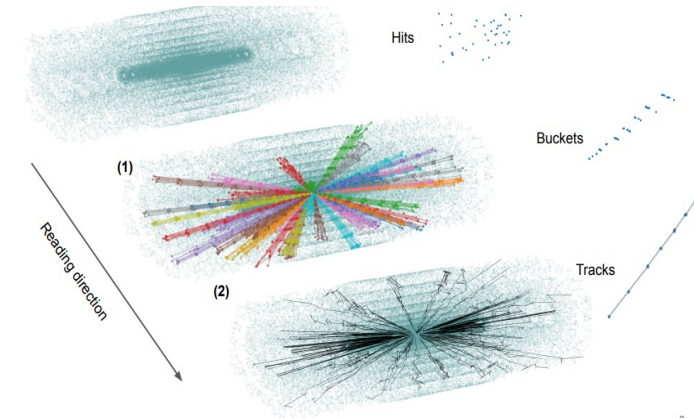 Hits
Buckets
(1)
Reading direction
Tracks
(2)